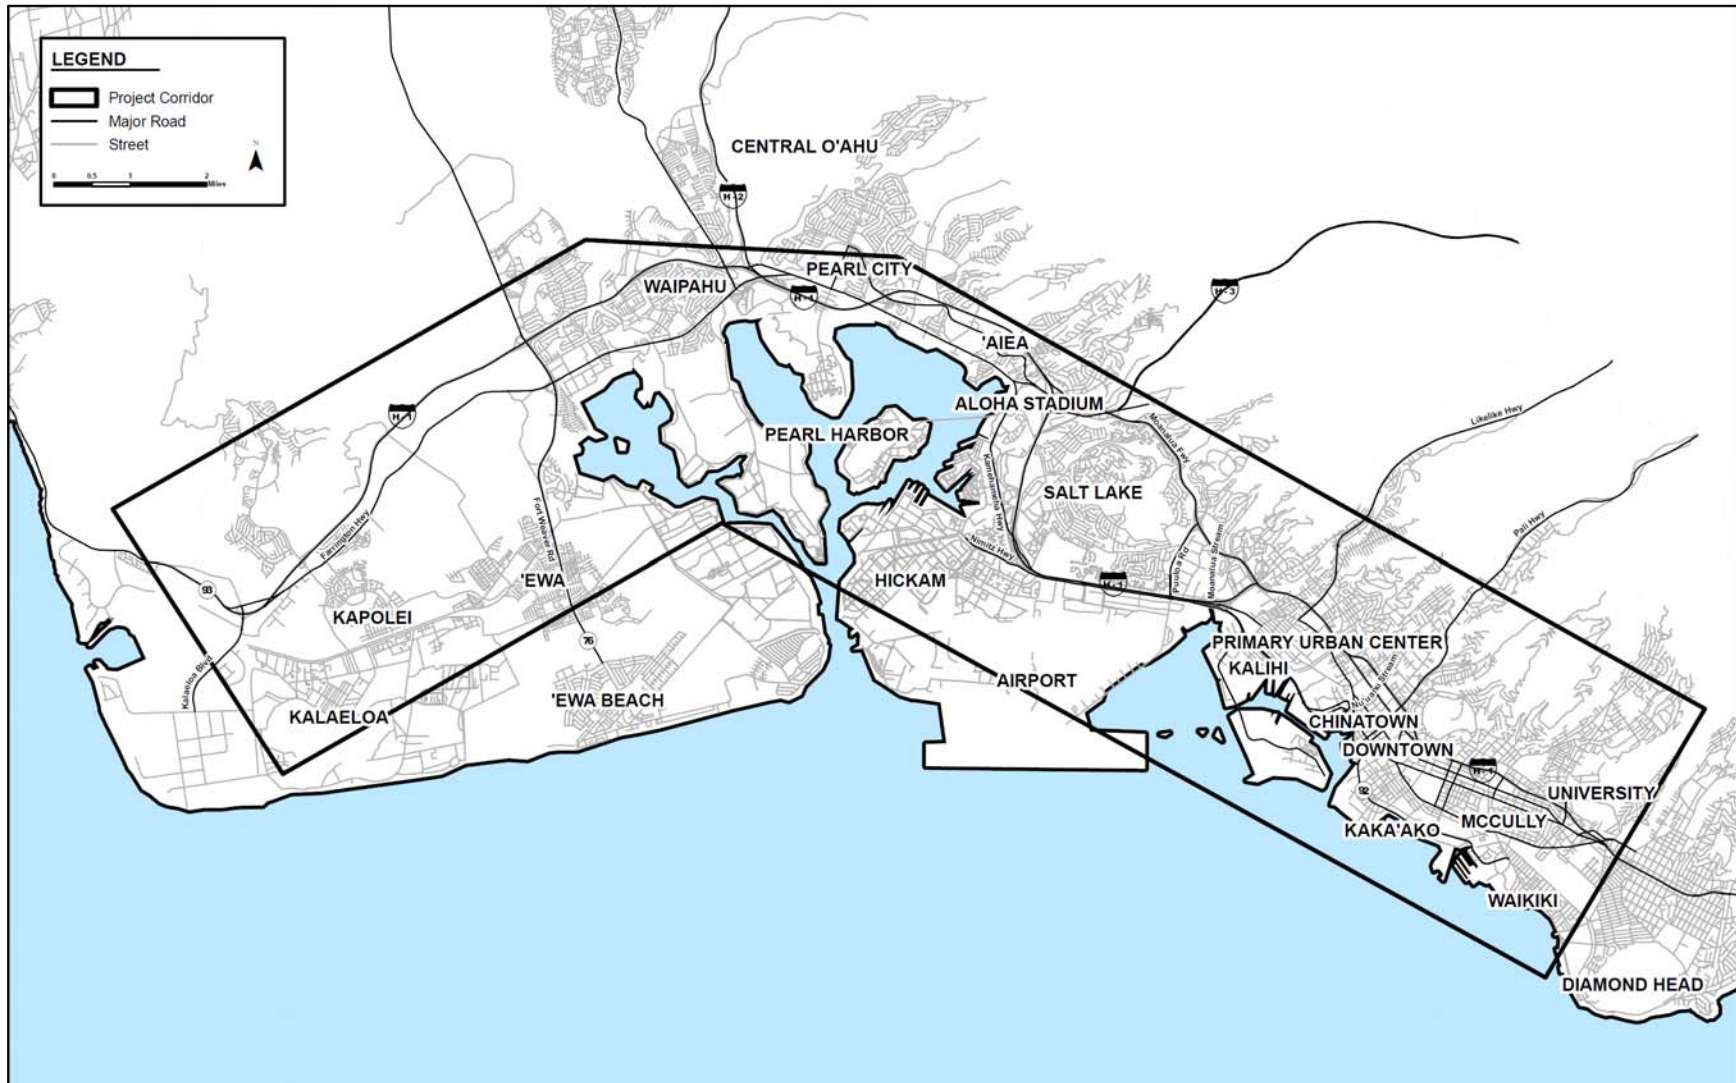 LEGEND
Project Corridor
Major Road
Street
N
0 0.5 1 2
Miles
CENTRAL O'AHU
H-2
PEARL CITY
WAIPAHU
H-1
H-3
'AIEA
ALOHA STADIUM
H-1
Likelike Hwy
Moanalua Fwy
PEARL HARBOR
Kamehameha Hwy
SALT LAKE
Farrington Hwy
Fort Weaver Rd
Pali Hwy
Nimitz Hwy
Puuloa Rd
Moanalua Stream
'EWA
HICKAM
H-1
93
KAPOLEI
76
PRIMARY URBAN CENTER
KALIHI
Kalaeloa Blvd
AIRPORT
'EWA BEACH
Nu'uanu Stream
KALAELOA
CHINATOWN
DOWNTOWN
H-1
92
UNIVERSITY
MCCULLY
KAKA'AKO
WAIKIKI
DIAMOND HEAD